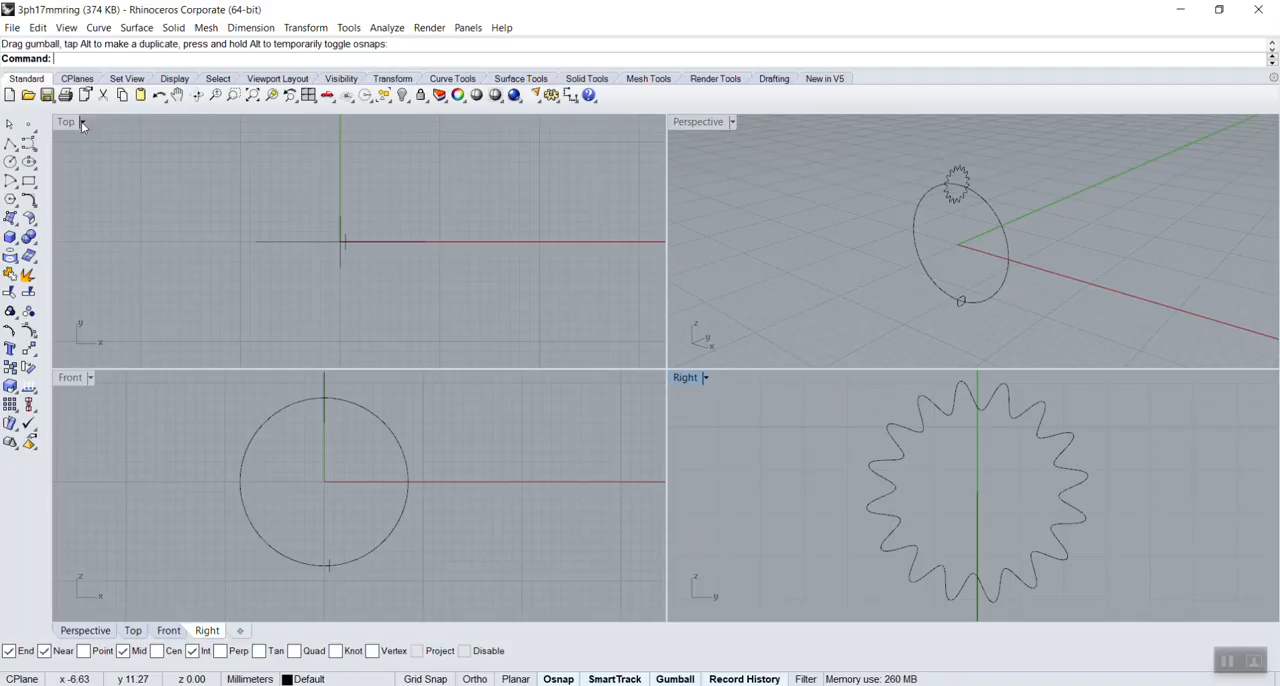 3ph17mmring (374 KB) - Rhinoceros Corporate (64-bit)
File Edit View Curve Surface Solid Mesh Dimension Transform Tools Analyze Render Panels Help
Drag gumball, tap Alt to make a duplicate, press and hold Alt to temporarily toggle osnaps:
Command:
Standard CPlanes Set View Display Select Viewport Layout Visibility Transform Curve Tools Surface Tools Solid Tools Mesh Tools Render Tools Drafting New in V5
Top
Perspective
y
x
z
y
x
Front
Right
z
x
z
y
Perspective Top Front Right
End Near Point Mid Cen Int Perp Tan Quad Knot Vertex Project Disable
CPlane x -6.63 y 11.27 z 0.00 Millimeters Default Grid Snap Ortho Planar Osnap SmartTrack Gumball Record History Filter Memory use: 260 MB